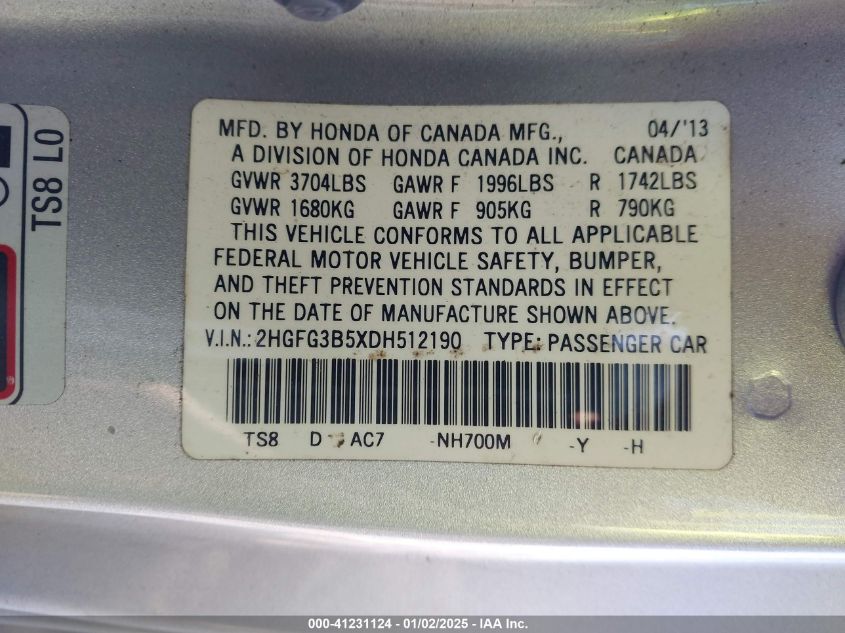 TS8 L0
MFD. BY HONDA OF CANADA MFG., 04/'13
A DIVISION OF HONDA CANADA INC. CANADA
GVWR 3704LBS GAWR F 1996LBS R 1742LBS
GVWR 1680KG GAWR F 905KG R 790KG
THIS VEHICLE CONFORMS TO ALL APPLICABLE
FEDERAL MOTOR VEHICLE SAFETY, BUMPER,
AND THEFT PREVENTION STANDARDS IN EFFECT
ON THE DATE OF MANUFACTURE SHOWN ABOVE.
V.I.N.: 2HGFG3B5XDH512190 TYPE: PASSENGER CAR
TS8 D AC7 -NH700M -Y -H
000-41231124 - 01/02/2025 - IAA Inc.